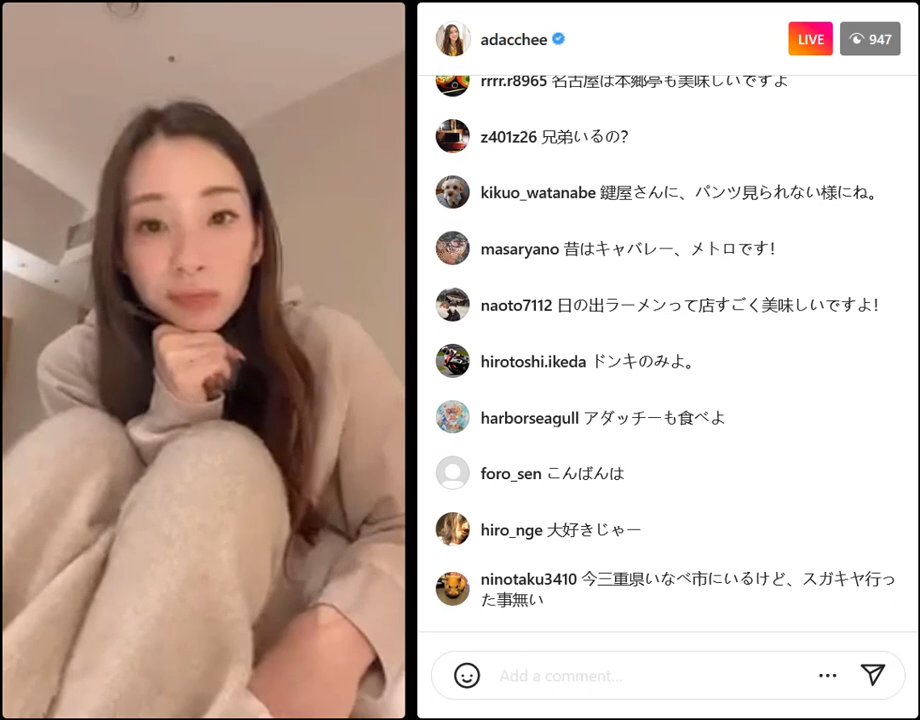 adacchee
LIVE
947
rrrr.r8965 名古屋は本郷亭も美味しいですよ
z401z26 兄弟いるの?
kikuo_watanabe 鍵屋さんに、パンツ見られない様にね。
masaryano 昔はキャバレー、メトロです!
naoto7112 日の出ラーメンって店すごく美味しいですよ!
hirotoshi.ikeda ドンキのみよ。
harborseagull アダッチーも食べよ
foro_sen こんばんは
hiro_nge 大好きじゃー
ninotaku3410 今三重県いなべ市にいるけど、スガキヤ行っ
た事無い
Add a comment...